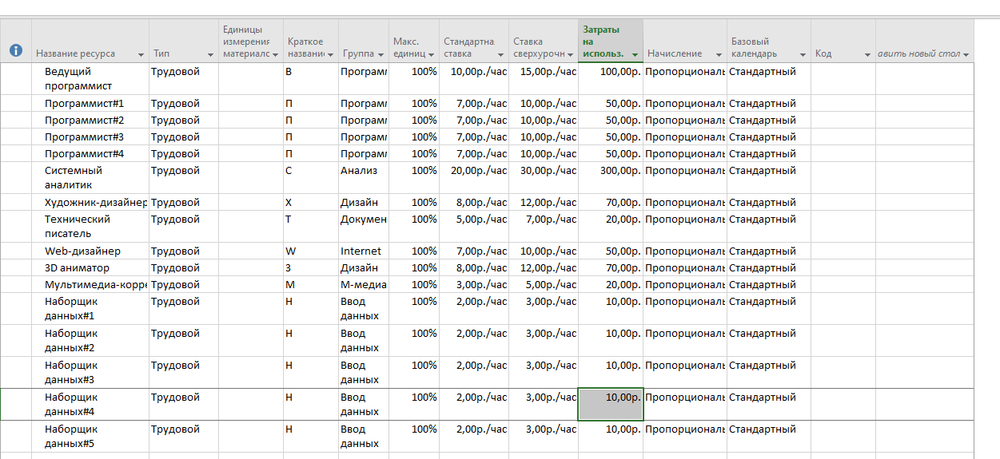 Единицы измерения материалс
Название ресурса Тип Краткое названи Группа Макс. единиц Стандартна ставка Ставка сверхурочн Затраты на использ. Начисление Базовый календарь Код авить новый стол
Ведущий программист Трудовой В Програм 100% 10,00р./час 15,00р./час 100,00р. Пропорциональ Стандартный
Программист#1 Трудовой П Програм 100% 7,00р./час 10,00р./час 50,00р. Пропорциональ Стандартный
Программист#2 Трудовой П Програм 100% 7,00р./час 10,00р./час 50,00р. Пропорциональ Стандартный
Программист#3 Трудовой П Програм 100% 7,00р./час 10,00р./час 50,00р. Пропорциональ Стандартный
Программист#4 Трудовой П Програм 100% 7,00р./час 10,00р./час 50,00р. Пропорциональ Стандартный
Системный аналитик Трудовой С Анализ 100% 20,00р./час 30,00р./час 300,00р. Пропорциональ Стандартный
Художник-дизайнер Трудовой Х Дизайн 100% 8,00р./час 12,00р./час 70,00р. Пропорциональ Стандартный
Технический писатель Трудовой Т Докумен 100% 5,00р./час 7,00р./час 20,00р. Пропорциональ Стандартный
Web-дизайнер Трудовой W Internet 100% 7,00р./час 10,00р./час 50,00р. Пропорциональ Стандартный
3D аниматор Трудовой 3 Дизайн 100% 8,00р./час 12,00р./час 70,00р. Пропорциональ Стандартный
Мультимедиа-корре Трудовой М М-медиа 100% 3,00р./час 5,00р./час 20,00р. Пропорциональ Стандартный
Наборщик данных#1 Трудовой Н Ввод данных 100% 2,00р./час 3,00р./час 10,00р. Пропорциональ Стандартный
Наборщик данных#2 Трудовой Н Ввод данных 100% 2,00р./час 3,00р./час 10,00р. Пропорциональ Стандартный
Наборщик данных#3 Трудовой Н Ввод данных 100% 2,00р./час 3,00р./час 10,00р. Пропорциональ Стандартный
Наборщик данных#4 Трудовой Н Ввод данных 100% 2,00р./час 3,00р./час 10,00р. Пропорциональ Стандартный
Наборщик данных#5 Трудовой Н Ввод данных 100% 2,00р./час 3,00р./час 10,00р. Пропорциональ Стандартный